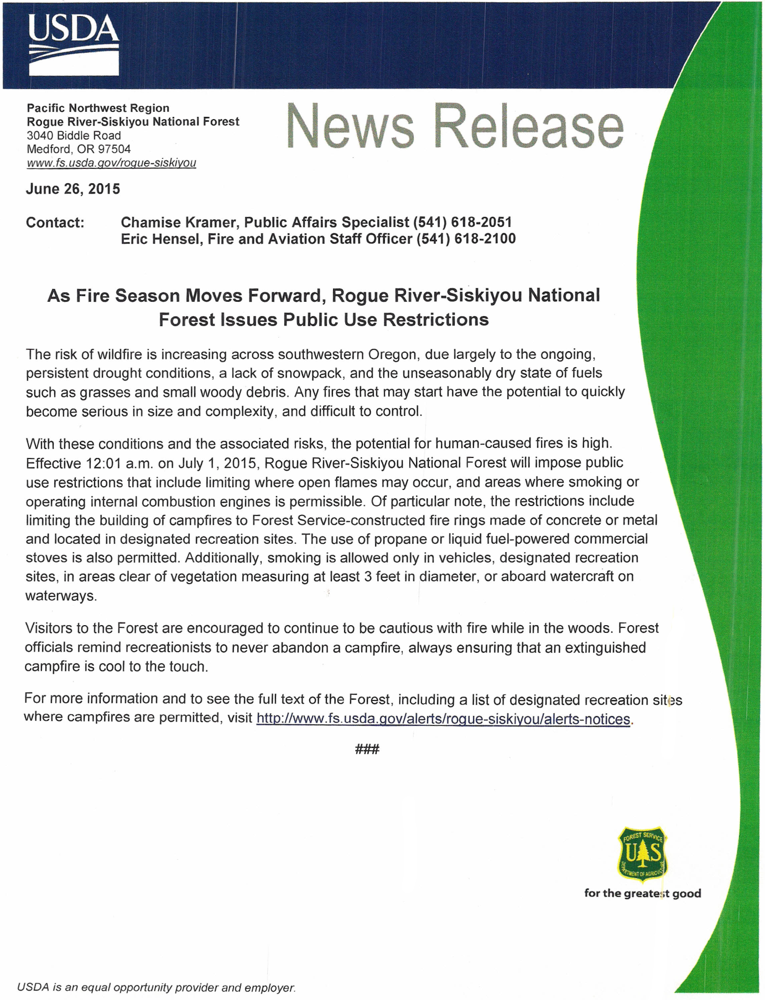 USDA
Pacific Northwest Region
Rogue River-Siskiyou National Forest
3040 Biddle Road
Medford, OR 97504
www.fs.usda.gov/rogue-siskiyou
News Release
June 26, 2015
Contact: Chamise Kramer, Public Affairs Specialist (541) 618-2051
Eric Hensel, Fire and Aviation Staff Officer (541) 618-2100
As Fire Season Moves Forward, Rogue River-Siskiyou National
Forest Issues Public Use Restrictions
The risk of wildfire is increasing across southwestern Oregon, due largely to the ongoing,
persistent drought conditions, a lack of snowpack, and the unseasonably dry state of fuels
such as grasses and small woody debris. Any fires that may start have the potential to quickly
become serious in size and complexity, and difficult to control.
With these conditions and the associated risks, the potential for human-caused fires is high.
Effective 12:01 a.m. on July 1, 2015, Rogue River-Siskiyou National Forest will impose public
use restrictions that include limiting where open flames may occur, and areas where smoking or
operating internal combustion engines is permissible. Of particular note, the restrictions include
limiting the building of campfires to Forest Service-constructed fire rings made of concrete or metal
and located in designated recreation sites. The use of propane or liquid fuel-powered commercial
stoves is also permitted. Additionally, smoking is allowed only in vehicles, designated recreation
sites, in areas clear of vegetation measuring at least 3 feet in diameter, or aboard watercraft on
waterways.
Visitors to the Forest are encouraged to continue to be cautious with fire while in the woods. Forest
officials remind recreationists to never abandon a campfire, always ensuring that an extinguished
campfire is cool to the touch.
For more information and to see the full text of the Forest, including a list of designated recreation sites
where campfires are permitted, visit http://www.fs.usda.gov/alerts/rogue-siskiyou/alerts-notices.
###
FOREST SERVICE
U S
DEPARTMENT OF AGRICULTURE
for the greatest good
USDA is an equal opportunity provider and employer.